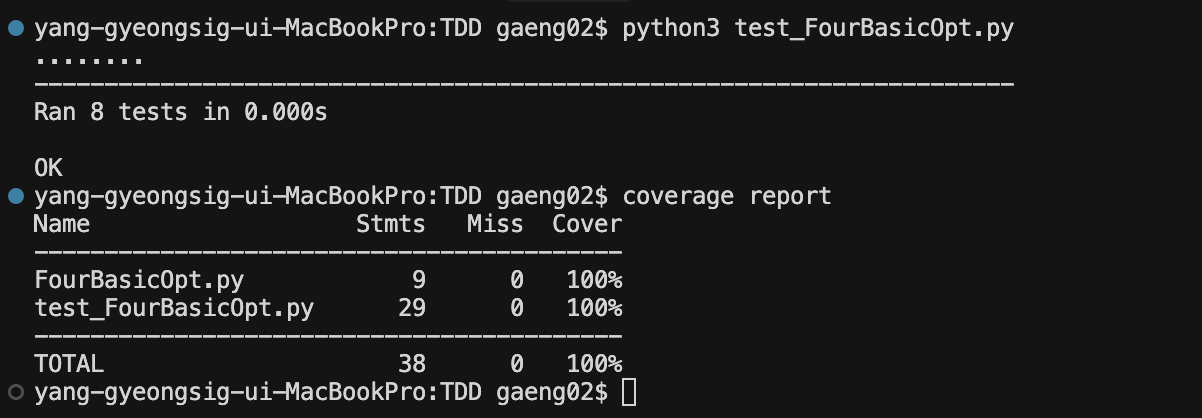 yang-gyeongsig-ui-MacBookPro:TDD gaeng02$ python3 test_FourBasicOpt.py
........
----------------------------------------------------------------------
Ran 8 tests in 0.000s
OK
yang-gyeongsig-ui-MacBookPro:TDD gaeng02$ coverage report
Name                   Stmts   Miss  Cover
------------------------------------------
FourBasicOpt.py            9      0   100%
test_FourBasicOpt.py      29      0   100%
------------------------------------------
TOTAL                     38      0   100%
yang-gyeongsig-ui-MacBookPro:TDD gaeng02$